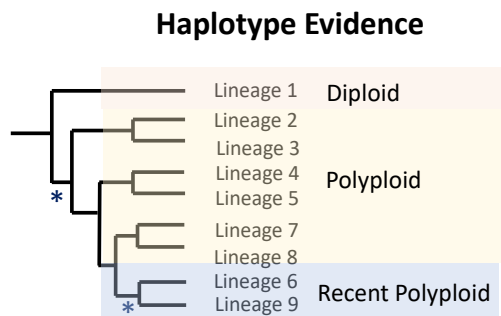 Haplotype Evidence
Lineage 1 Diploid
Lineage 2
Lineage 3
Lineage 4
Lineage 5 Polyploid
Lineage 7
Lineage 8
Lineage 6
Lineage 9 Recent Polyploid
*
*